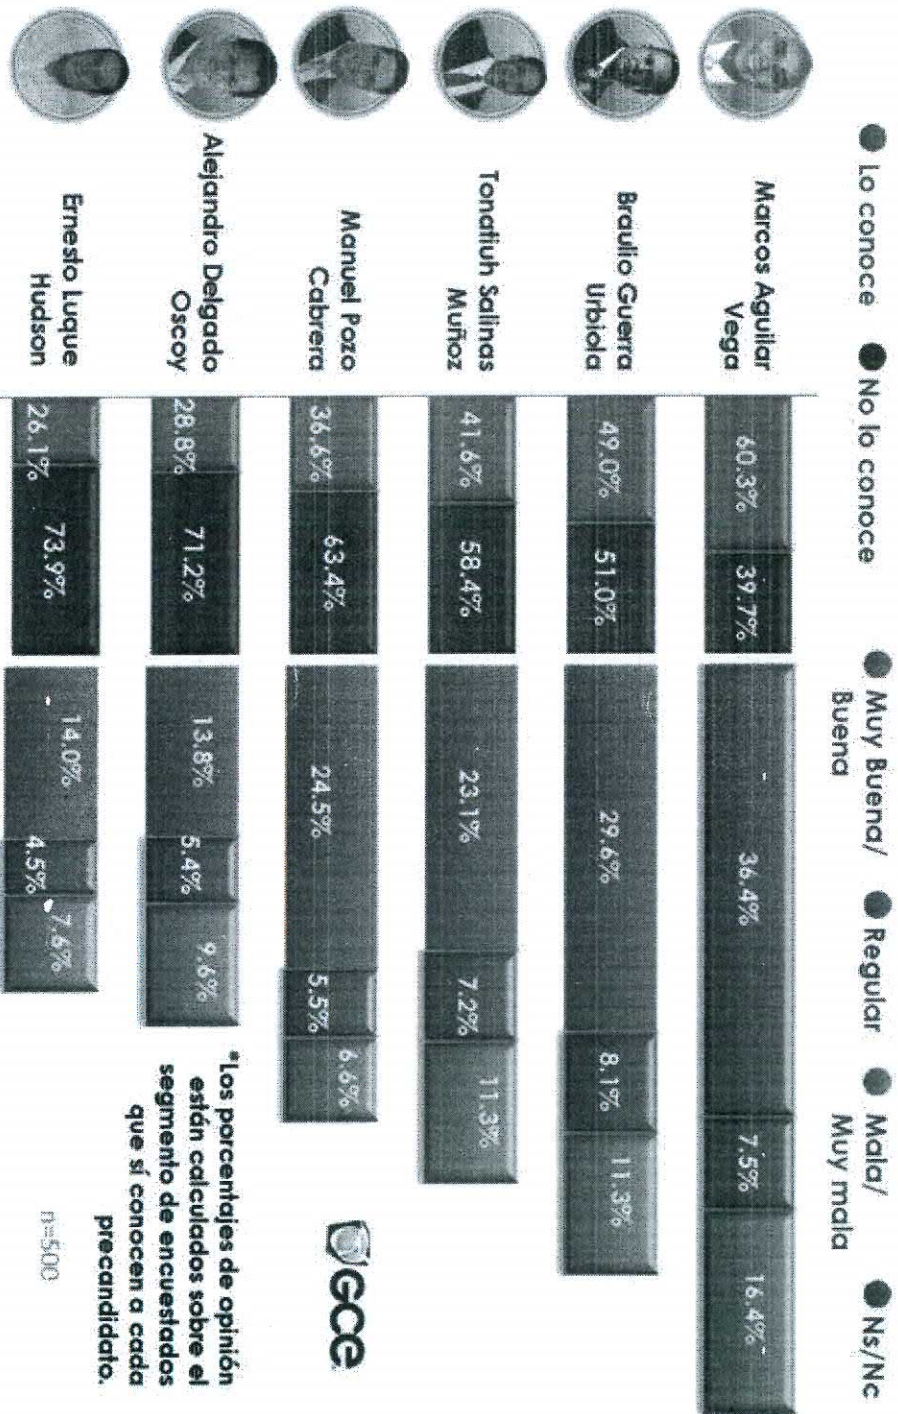 Lo conoce No lo conoce Muy Buena/ Regular Mala/ Ns/Nc
Buena Muy mala
Marcos Aguilar
Vega
60.3% 39.7% 36.4% 7.5% 16.4%
Braulio Guerra
Urbiola
49.0% 51.0% 29.6% 8.1% 11.3%
Tonatiuh Salinas
Muñoz
41.6% 58.4% 23.1% 7.2% 11.3%
Manuel Pozo
Cabrera
36.6% 63.4% 24.5% 5.5% 6.6%
Alejandro Delgado
Oscoy
28.8% 71.2% 13.8% 5.4% 9.6%
Ernesto Luque
Hudson
26.1% 73.9% 14.0% 4.5% 7.6%
GCE
*Los porcentajes de opinión
están calculados sobre el
segmento de encuestados
que sí conocen a cada
precandidato.
n=500